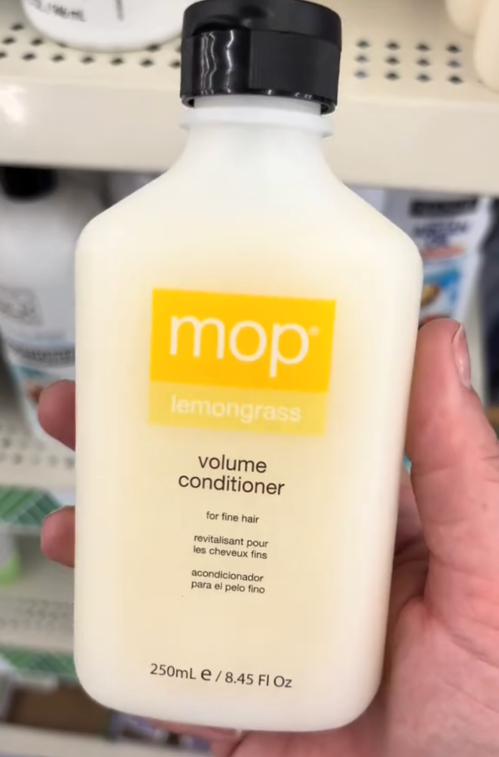 mop®
lemongrass
volume
conditioner
for fine hair
revitalisant pour
les cheveux fins
acondicionador
para el pelo fino
250mL e / 8.45 Fl Oz